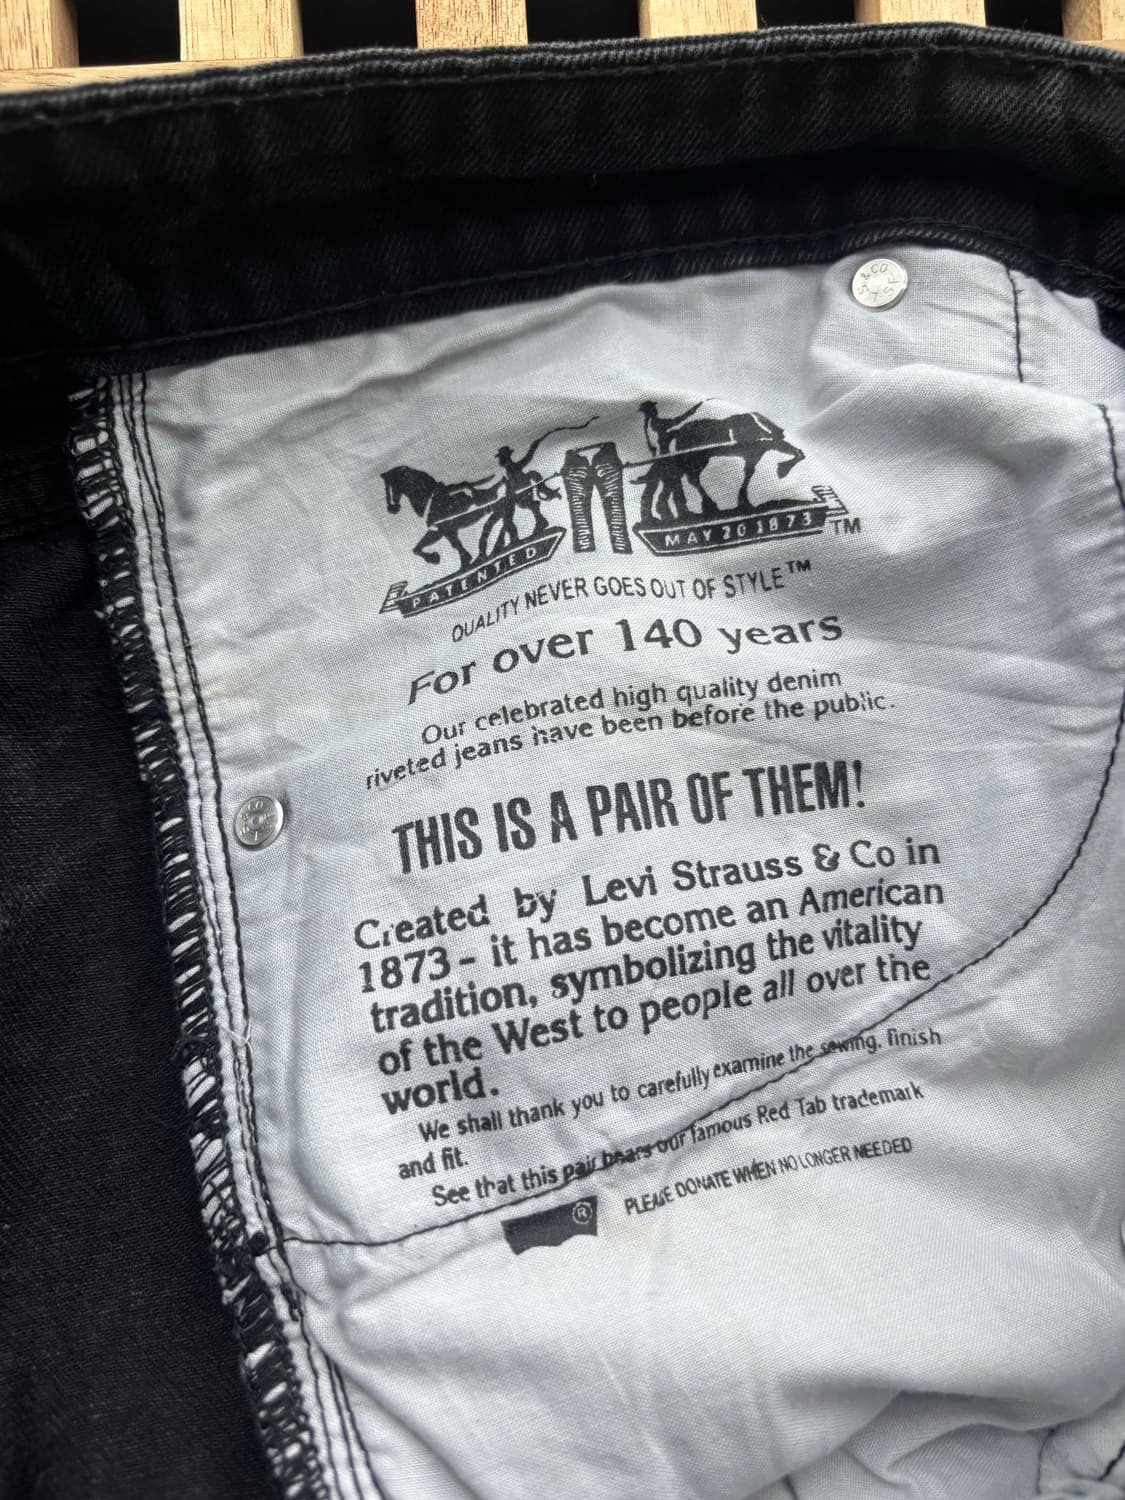 PATENTED MAY 20 1873 TM
QUALITY NEVER GOES OUT OF STYLE™
For over 140 years
Our celebrated high quality denim
riveted jeans have been before the public.
THIS IS A PAIR OF THEM!
Created by Levi Strauss & Co in
1873 - it has become an American
tradition, symbolizing the vitality
of the West to people all over the
world.
We shall thank you to carefully examine the sewing, finish
and fit.
See that this pair bears our famous Red Tab trademark
® PLEASE DONATE WHEN NO LONGER NEEDED